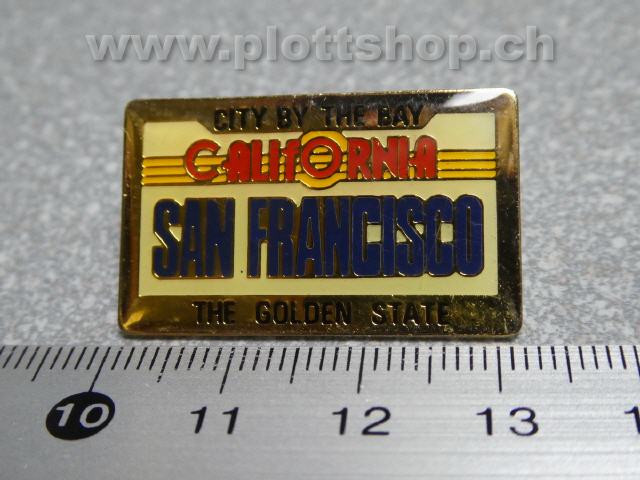 www.plottshop.ch
CITY BY THE BAY
CALIFORNIA
SAN FRANCISCO
THE GOLDEN STATE
10 11 12 13